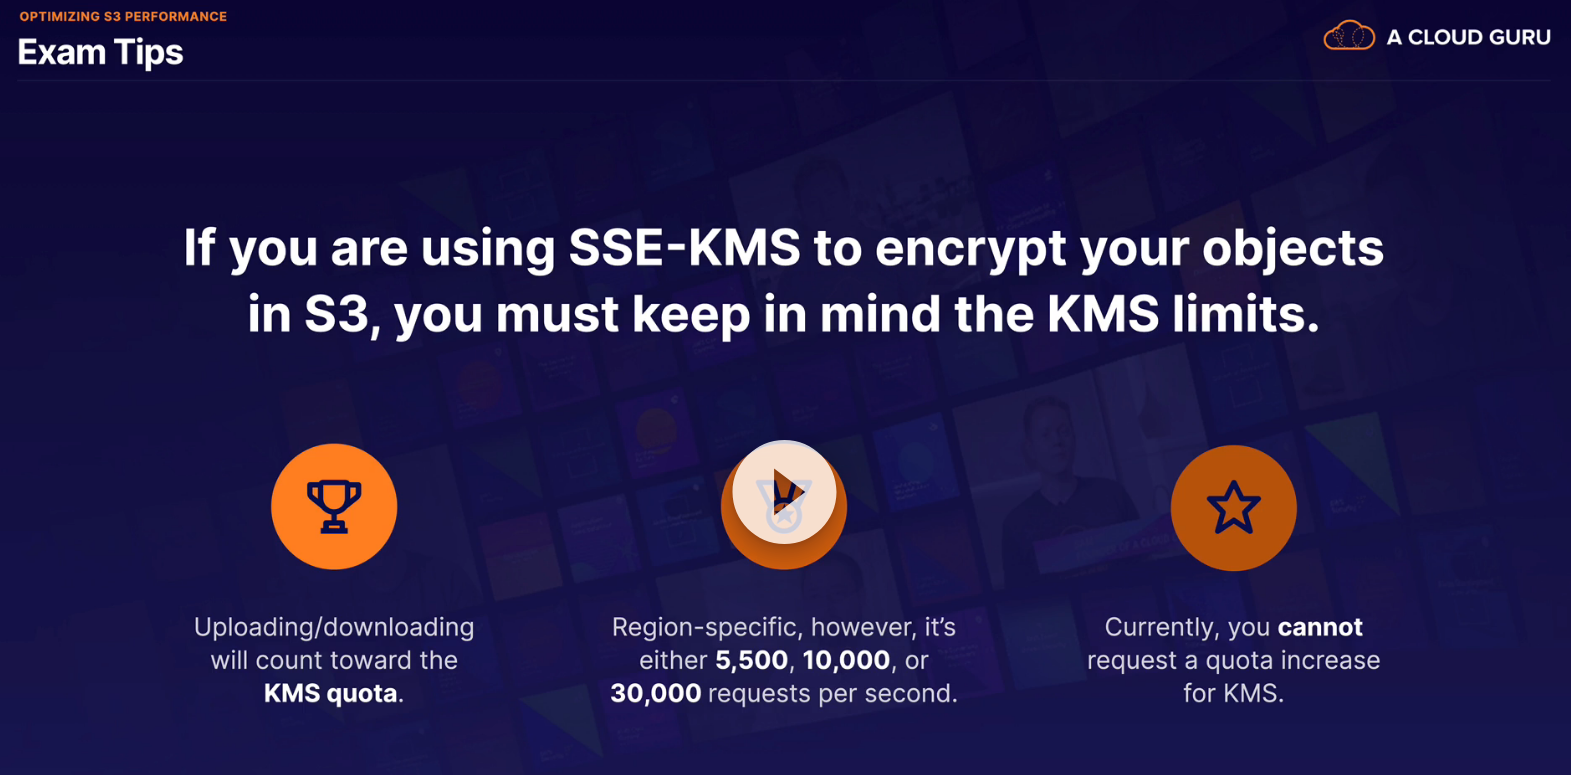 OPTIMIZING S3 PERFORMANCE
Exam Tips
A CLOUD GURU
If you are using SSE-KMS to encrypt your objects
in S3, you must keep in mind the KMS limits.
Uploading/downloading
will count toward the
KMS quota.
Region-specific, however, it’s
either 5,500, 10,000, or
30,000 requests per second.
Currently, you cannot
request a quota increase
for KMS.